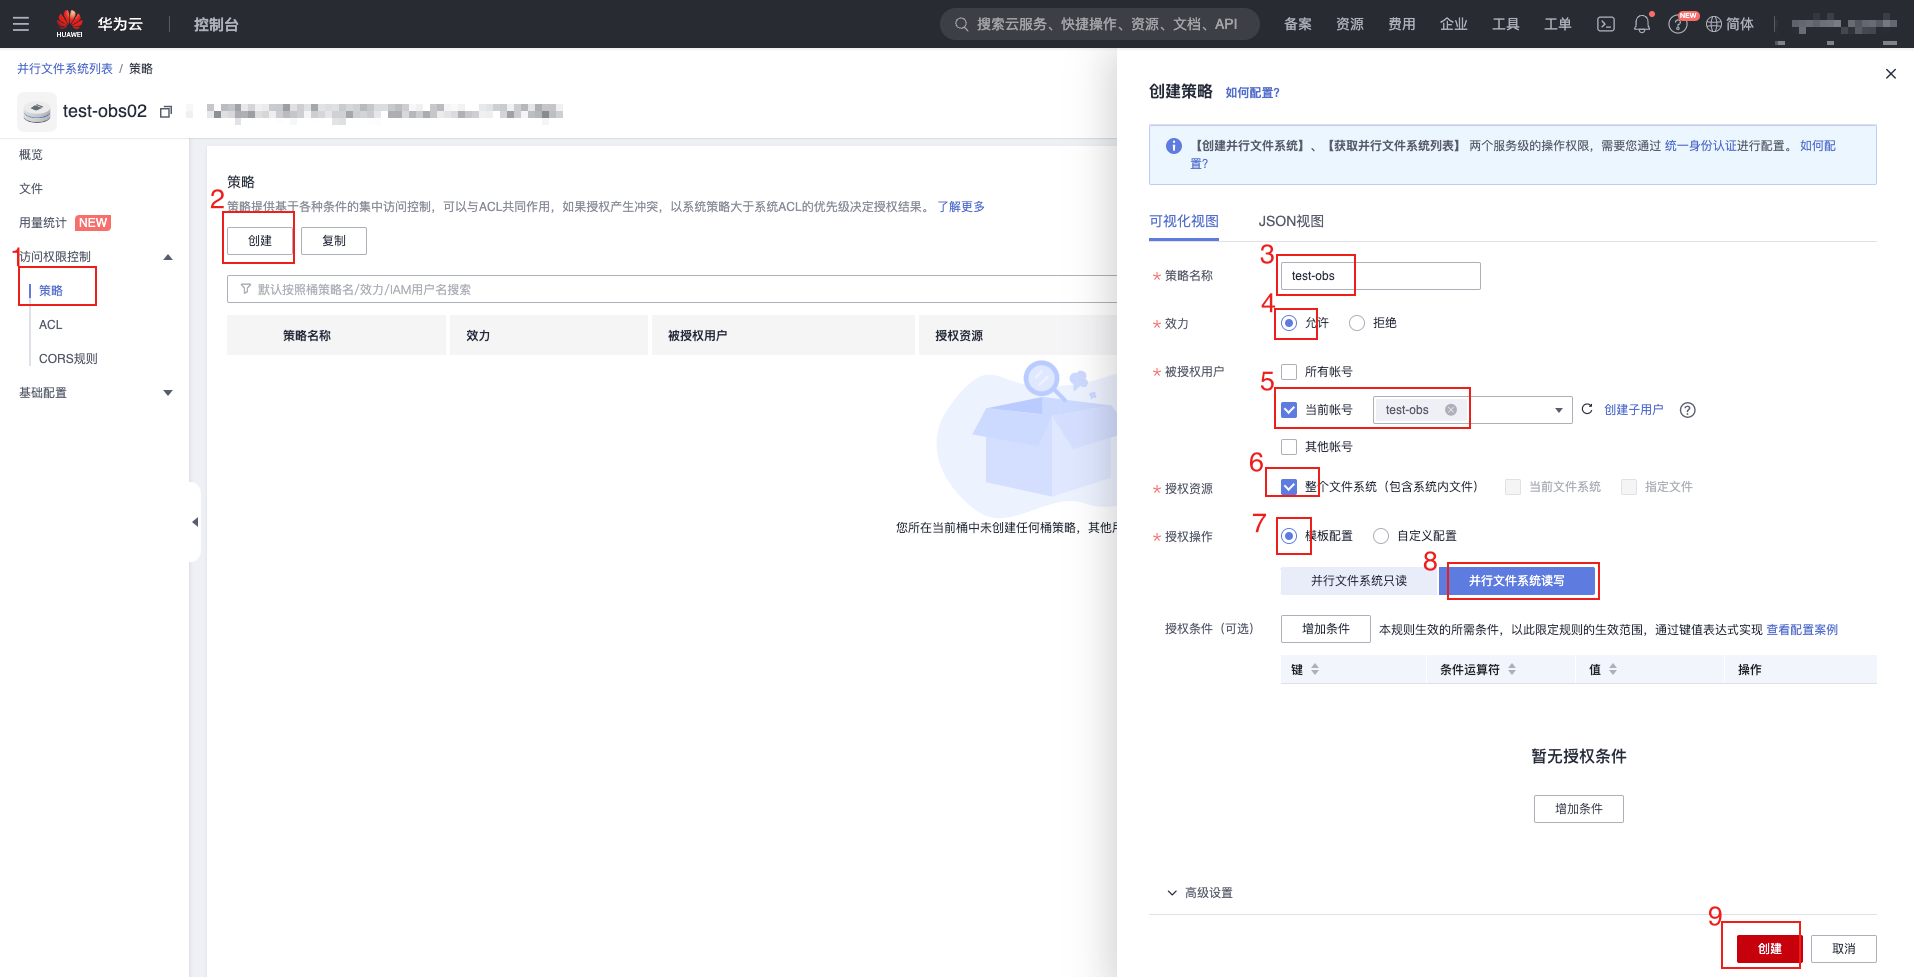 HUAWEI 华为云 控制台 搜索云服务、快捷操作、资源、文档、API 备案 资源 费用 企业 工具 工单 NEW 简体
并行文件系统列表 / 策略
test-obs02
概览
文件
用量统计 NEW
1
访问权限控制
策略
ACL
CORS规则
基础配置
策略
2
策略提供基于各种条件的集中访问控制，可以与ACL共同作用，如果授权产生冲突，以系统策略大于系统ACL的优先级决定授权结果。 了解更多
创建 复制
默认按照桶策略名/效力/IAM用户名搜索
策略名称 效力 被授权用户 授权资源
您所在当前桶中未创建任何桶策略，其他
创建策略 如何配置?
【创建并行文件系统】、【获取并行文件系统列表】 两个服务级的操作权限，需要您通过 统一身份认证进行配置。 如何配
置?
可视化视图 JSON视图
3
策略名称 test-obs
4
效力 允许 拒绝
被授权用户 所有帐号
5
当前帐号 test-obs 创建子用户
其他帐号
6
授权资源 整个文件系统（包含系统内文件） 当前文件系统 指定文件
7
授权操作 模板配置 自定义配置
8
并行文件系统只读 并行文件系统读写
授权条件（可选） 增加条件 本规则生效的所需条件，以此限定规则的生效范围，通过键值表达式实现 查看配置案例
键 条件运算符 值 操作
暂无授权条件
增加条件
高级设置
9
创建 取消